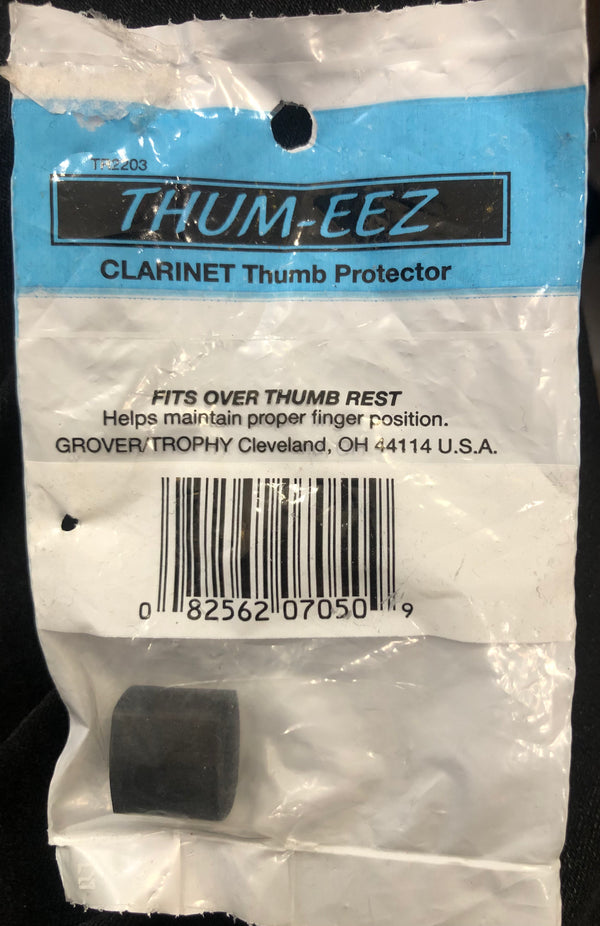 TR2203
THUM-EEZ
CLARINET Thumb Protector
FITS OVER THUMB REST
Helps maintain proper finger position.
GROVER/TROPHY Cleveland, OH 44114 U.S.A.
0 82562 07050 9